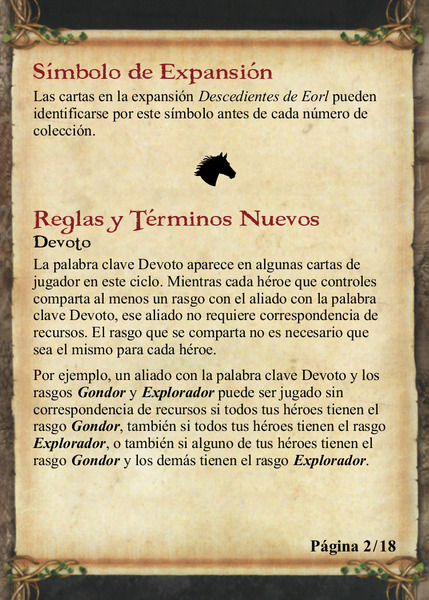 Símbolo de Expansión
Las cartas en la expansión Descedientes de Eorl pueden
identificarse por este símbolo antes de cada número de
colección.
Reglas y Términos Nuevos
Devoto
La palabra clave Devoto aparece en algunas cartas de
jugador en este ciclo. Mientras cada héroe que controles
comparta al menos un rasgo con el aliado con la palabra
clave Devoto, ese aliado no requiere correspondencia de
recursos. El rasgo que se comparta no es necesario que
sea el mismo para cada héroe.
Por ejemplo, un aliado con la palabra clave Devoto y los
rasgos Gondor y Explorador puede ser jugado sin
correspondencia de recursos si todos tus héroes tienen el
rasgo Gondor, también si todos tus héroes tienen el rasgo
Explorador, o también si alguno de tus héroes tienen el
rasgo Gondor y los demás tienen el rasgo Explorador.
Página 2/18